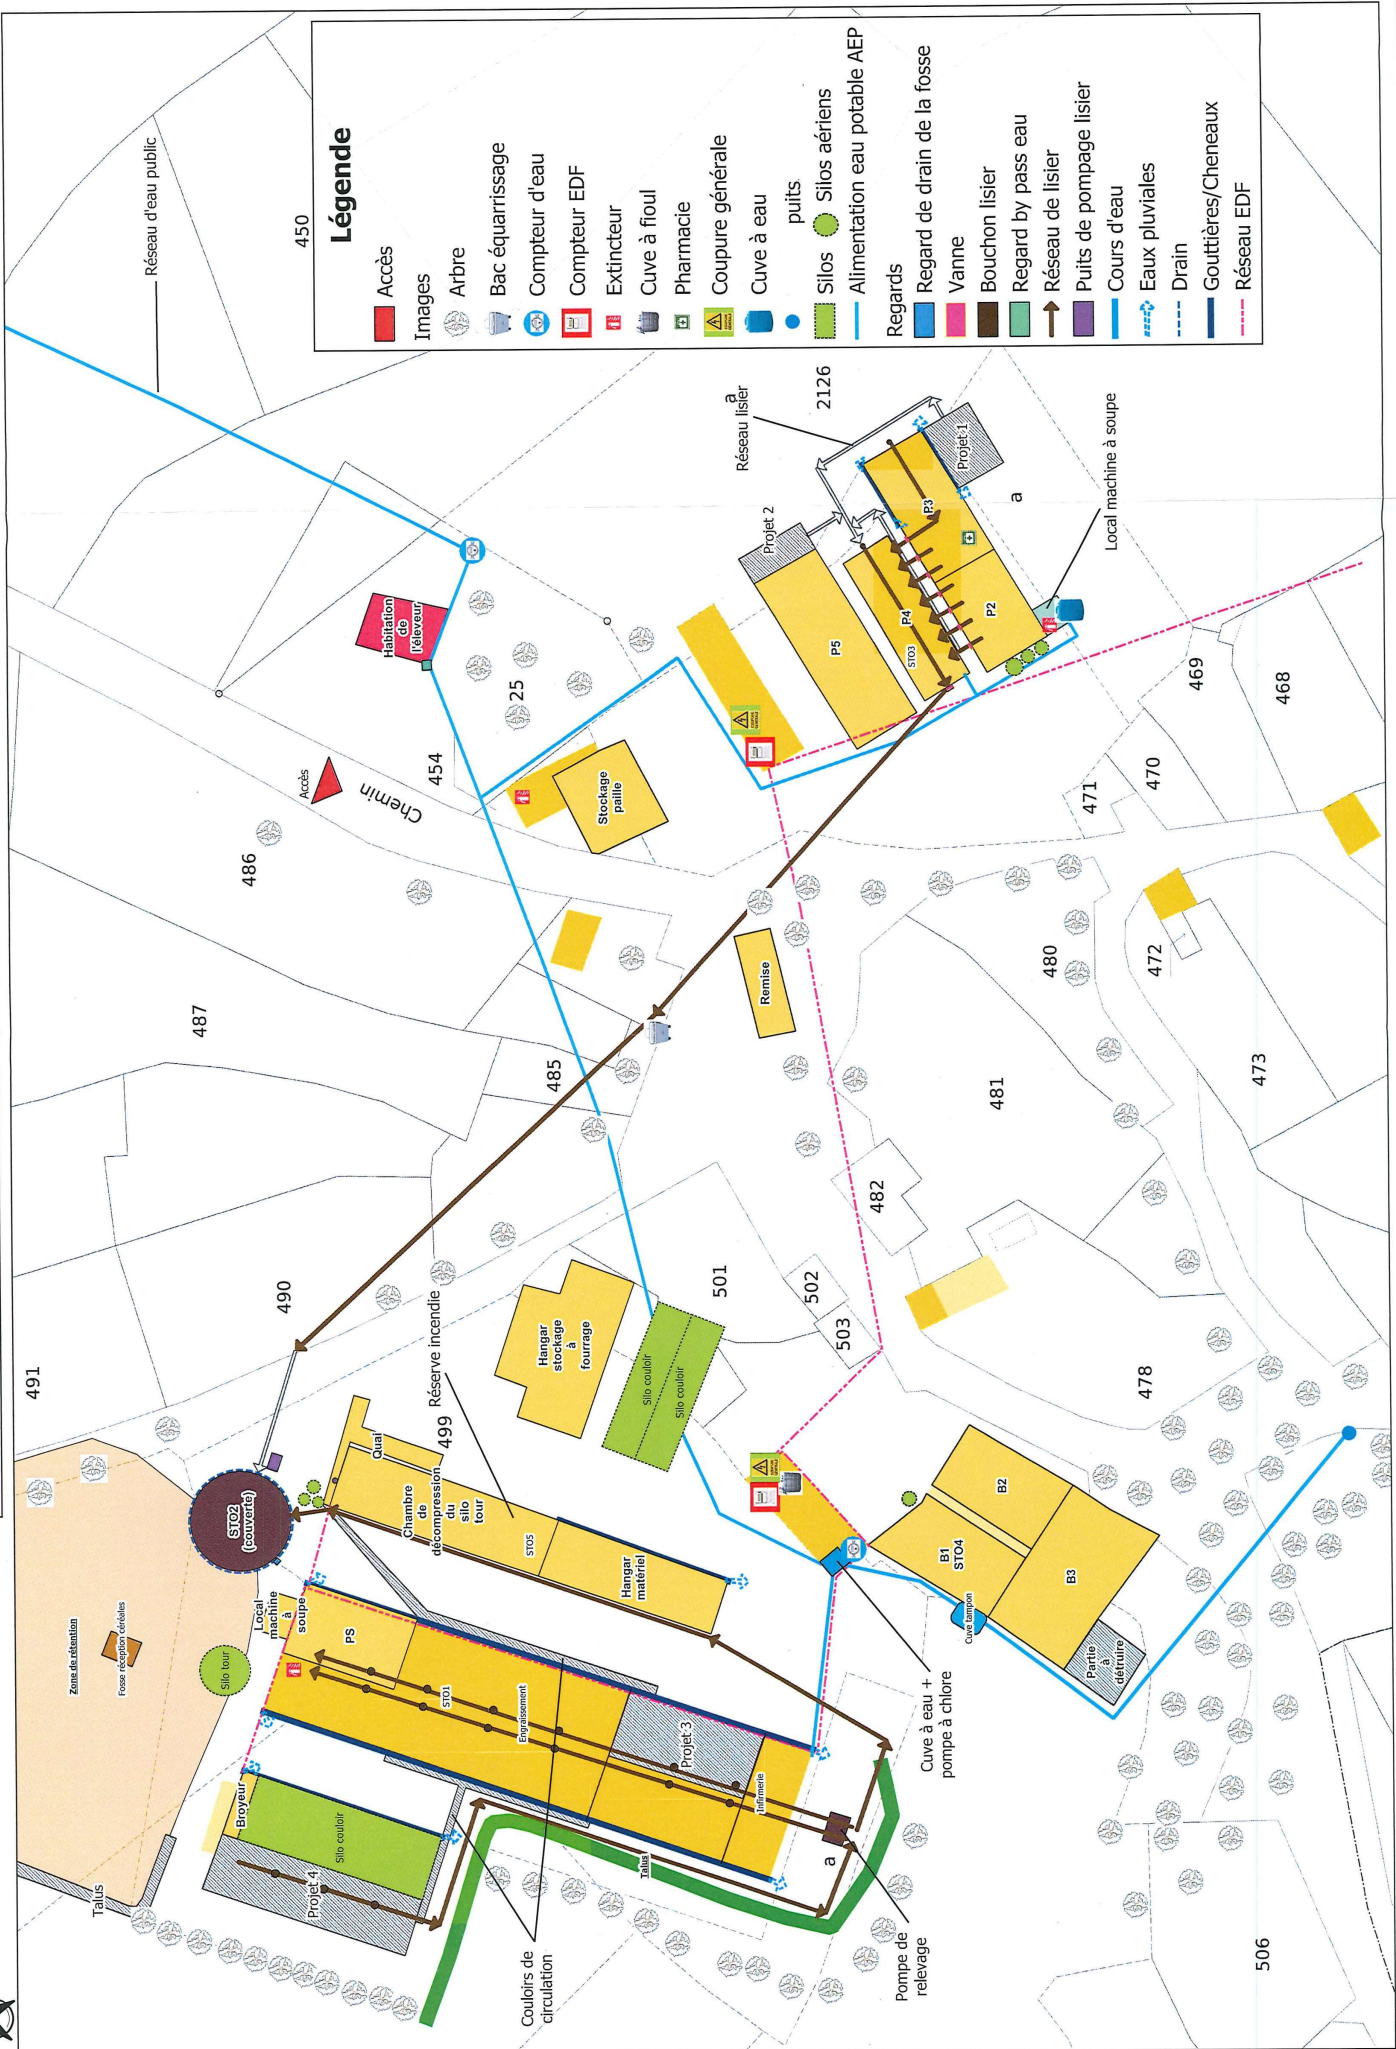 Légende
Accès
Images
Arbre
Bac équarrissage
Compteur d'eau
Compteur EDF
Extincteur
Cuve à fioul
Pharmacie
Coupure générale
Cuve à eau
puits
Silos
Silos aériens
Alimentation eau potable AEP
Regards
Regard de drain de la fosse
Vanne
Bouchon lisier
Regard by pass eau
Réseau de lisier
Puits de pompage lisier
Cours d'eau
Eaux pluviales
Drain
Gouttières/Cheneaux
Réseau EDF
Réseau d'eau public
450
Habitation
de
l'éleveur
25
454
Accès
Chemin
486
487
485
490
491
Stockage
paille
Réseau lisier
a
2126
Projet 2
Projet 1
a
P5
P4
STO3
P3
P2
Local machine à soupe
469
468
470
471
472
473
480
481
482
Remise
501
502
503
478
506
499
Réserve incendie
Hangar
stockage
à
fourrage
Silo couloir
Silo couloir
Quai
Chambre
de
décompression
du
silo
tour
STO5
Hangar
matériel
STO2
(couverte)
Zone de rétention
Fosse réception céréales
Silo tour
Local
machine
à
soupe
PS
STO1
Engraissement
Projet 3
Infirmerie
Broyeur
Silo couloir
Projet 4
Talus
Talus
Couloirs de
circulation
a
Pompe de
relevage
Cuve à eau +
pompe à chlore
Cuve tampon
B1
STO4
B2
B3
Partie
à
détruire